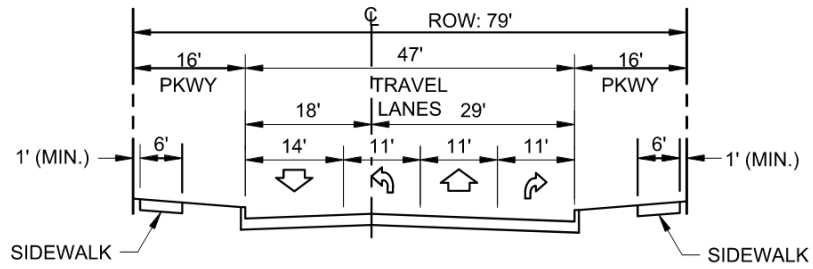 ℄
ROW: 79'
16'
47'
16'
PKWY
TRAVEL
LANES
PKWY
18'
29'
6'
14'
11'
11'
11'
6'
1' (MIN.)
1' (MIN.)
SIDEWALK
SIDEWALK